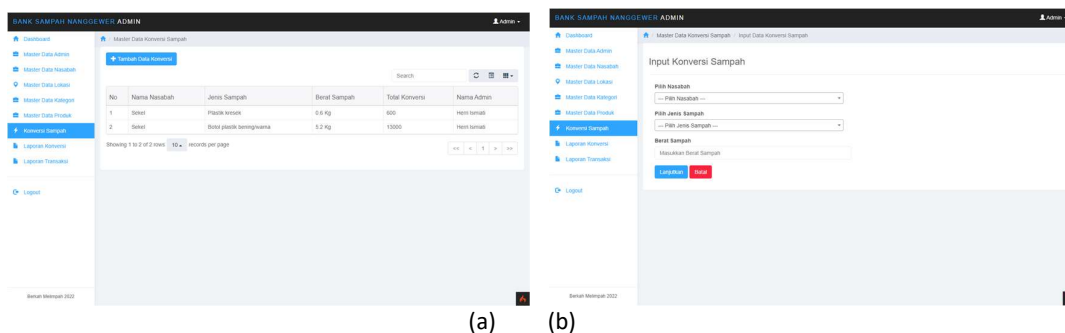 BANK SAMPAH NANGGEWER ADMIN
Admin
Dashboard
Master Data Admin
Master Data Nasabah
Master Data Lokasi
Master Data Kategori
Master Data Produk
Konversi Sampah
Laporan Konversi
Laporan Transaksi
Logout
Berkah Melimpah 2022
/ Master Data Konversi Sampah
+ Tambah Data Konversi
Search
No Nama Nasabah Jenis Sampah Berat Sampah Total Konversi Nama Admin
1 Sekel Plastik kresek 0.6 Kg 600 Heni Ismiati
2 Sekel Botol plastik bening/warna 5.2 Kg 13000 Heni Ismiati
Showing 1 to 2 of 2 rows 10 records per page
«« « 1 » »»
(a)
BANK SAMPAH NANGGEWER ADMIN
Admin
Dashboard
Master Data Admin
Master Data Nasabah
Master Data Lokasi
Master Data Kategori
Master Data Produk
Konversi Sampah
Laporan Konversi
Laporan Transaksi
Logout
Berkah Melimpah 2022
/ Master Data Konversi Sampah / Input Data Konversi Sampah
Input Konversi Sampah
Pilih Nasabah
--- Pilih Nasabah ---
Pilih Jenis Sampah
--- Pilih Jenis Sampah ---
Berat Sampah
Masukkan Berat Sampah
Lanjutkan Batal
(b)